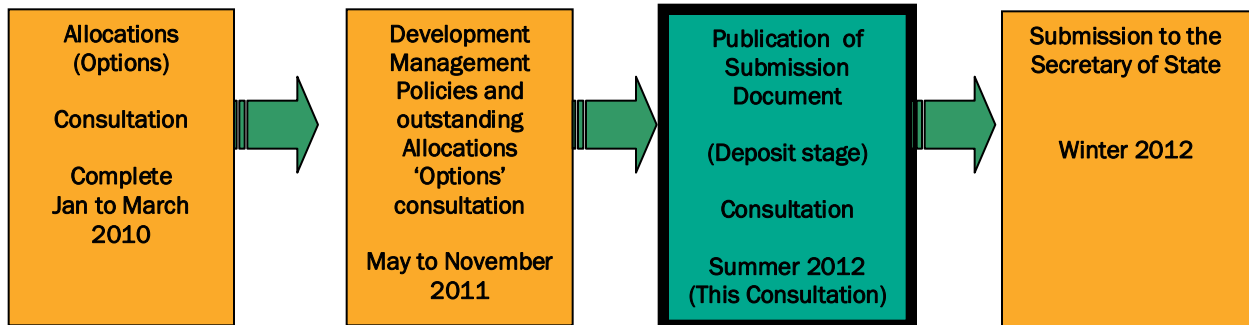 Allocations
(Options)
Consultation
Complete
Jan to March
2010
Development
Management
Policies and
outstanding
Allocations
‘Options’
consultation
May to November
2011
Publication of
Submission
Document
(Deposit stage)
Consultation
Summer 2012
(This Consultation)
Submission to the
Secretary of State
Winter 2012